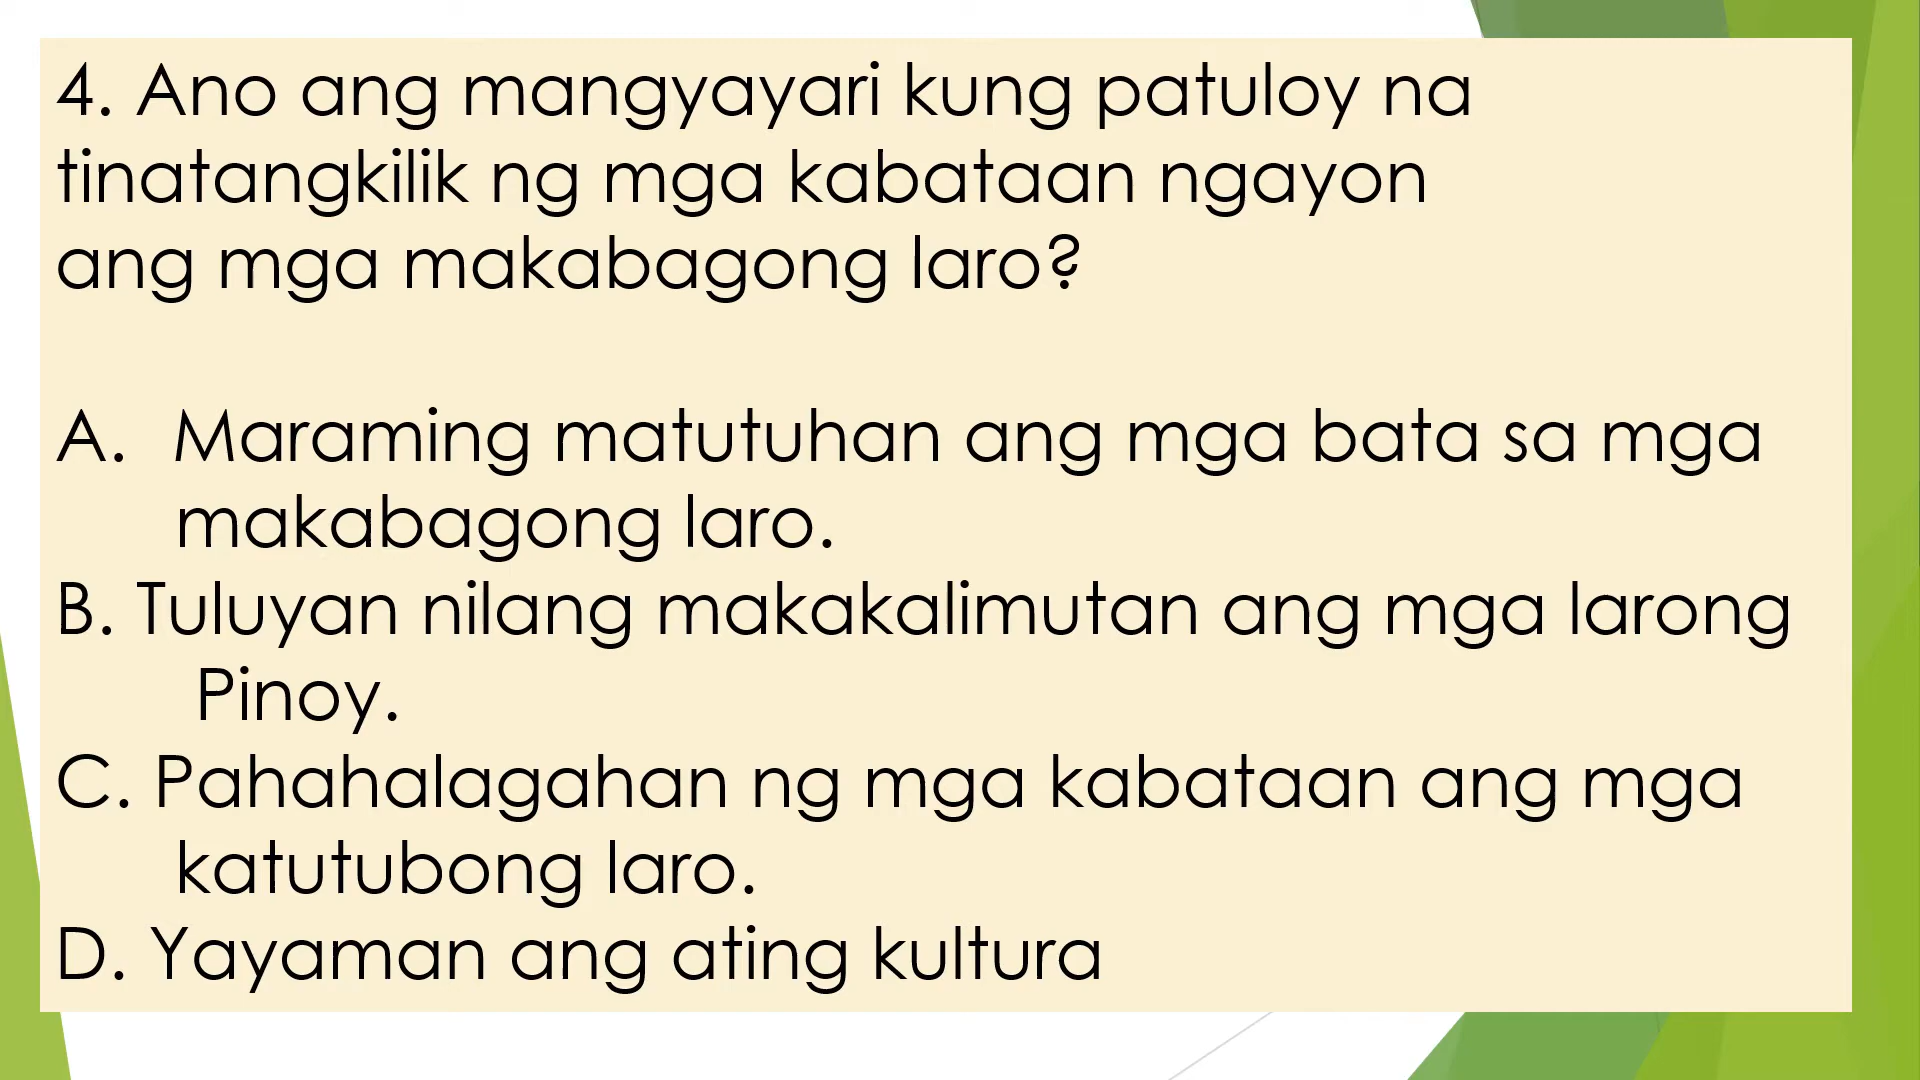 4. Ano ang mangyayari kung patuloy na
tinatangkilik ng mga kabataan ngayon
ang mga makabagong laro?
A. Maraming matutuhan ang mga bata sa mga
makabagong laro.
B. Tuluyan nilang makakalimutan ang mga larong
Pinoy.
C. Pahahalagahan ng mga kabataan ang mga
katutubong laro.
D. Yayaman ang ating kultura